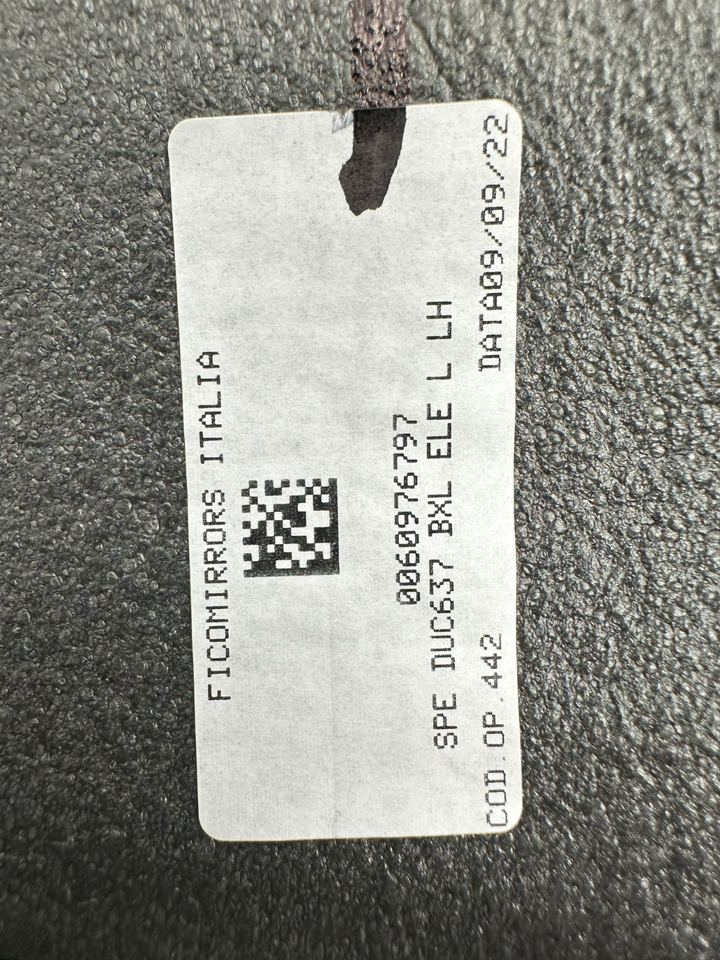 FICOMIRRORS ITALIA
0060976797
SPE DUC637 BXL ELE L LH
COD.OP.442 DATA09/09/22